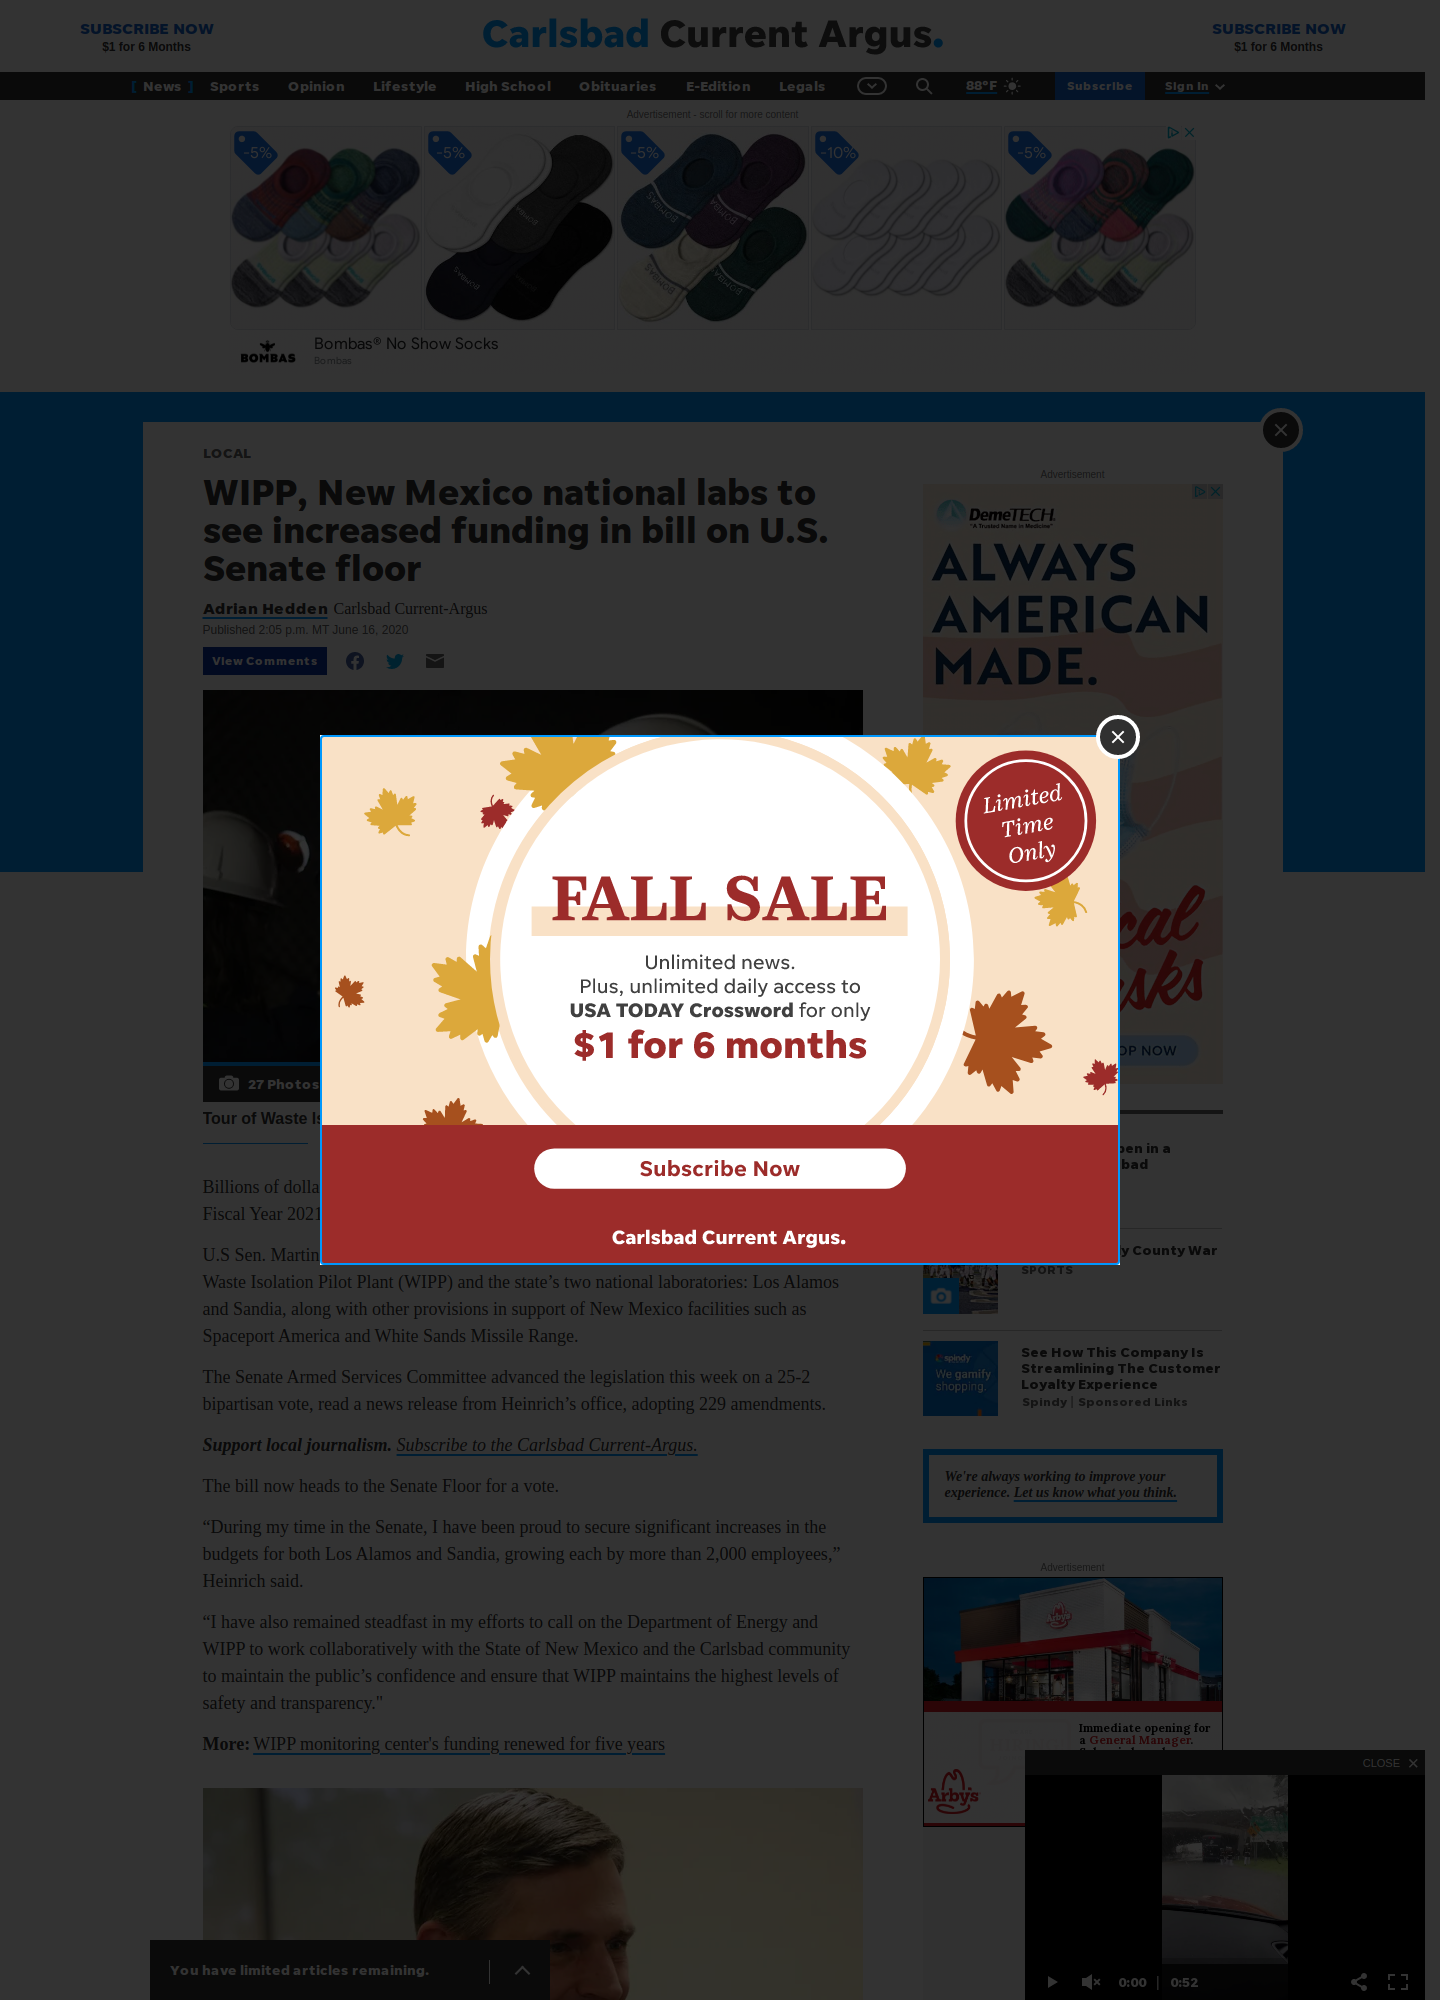 SUBSCRIBE NOW
$1 for 6 Months
Carlsbad Current Argus.
SUBSCRIBE NOW
$1 for 6 Months
[ News ] Sports Opinion Lifestyle High School Obituaries E-Edition Legals 88°F Subscribe Sign In
Advertisement - scroll for more content
-5% -5% -5% -10% -5%
BOMBAS
Bombas® No Show Socks
Bombas
LOCAL
WIPP, New Mexico national labs to
see increased funding in bill on U.S.
Senate floor
Adrian Hedden Carlsbad Current-Argus
Published 2:05 p.m. MT June 16, 2020
View Comments
27 Photos
Tour of Waste Is
Billions of dolla
Fiscal Year 2021
U.S Sen. Martin
Waste Isolation Pilot Plant (WIPP) and the state’s two national laboratories: Los Alamos
and Sandia, along with other provisions in support of New Mexico facilities such as
Spaceport America and White Sands Missile Range.
The Senate Armed Services Committee advanced the legislation this week on a 25-2
bipartisan vote, read a news release from Heinrich’s office, adopting 229 amendments.
Support local journalism. Subscribe to the Carlsbad Current-Argus.
The bill now heads to the Senate Floor for a vote.
“During my time in the Senate, I have been proud to secure significant increases in the
budgets for both Los Alamos and Sandia, growing each by more than 2,000 employees,”
Heinrich said.
“I have also remained steadfast in my efforts to call on the Department of Energy and
WIPP to work collaboratively with the State of New Mexico and the Carlsbad community
to maintain the public’s confidence and ensure that WIPP maintains the highest levels of
safety and transparency."
More: WIPP monitoring center's funding renewed for five years
You have limited articles remaining.
Limited
Time
Only
FALL SALE
Unlimited news.
Plus, unlimited daily access to
USA TODAY Crossword for only
$1 for 6 months
Subscribe Now
Carlsbad Current Argus.
Advertisement
DemeTECH
"A Trusted Name in Medicine"
ALWAYS
AMERICAN
MADE.
cal
sks
OP NOW
pen in a
bad
y County War
SPORTS
spindy
We gamify
shopping.
See How This Company Is
Streamlining The Customer
Loyalty Experience
Spindy | Sponsored Links
We're always working to improve your
experience. Let us know what you think.
Advertisement
Arby's
Immediate opening for
a General Manager.
Arby's
CLOSE
0:00 | 0:52